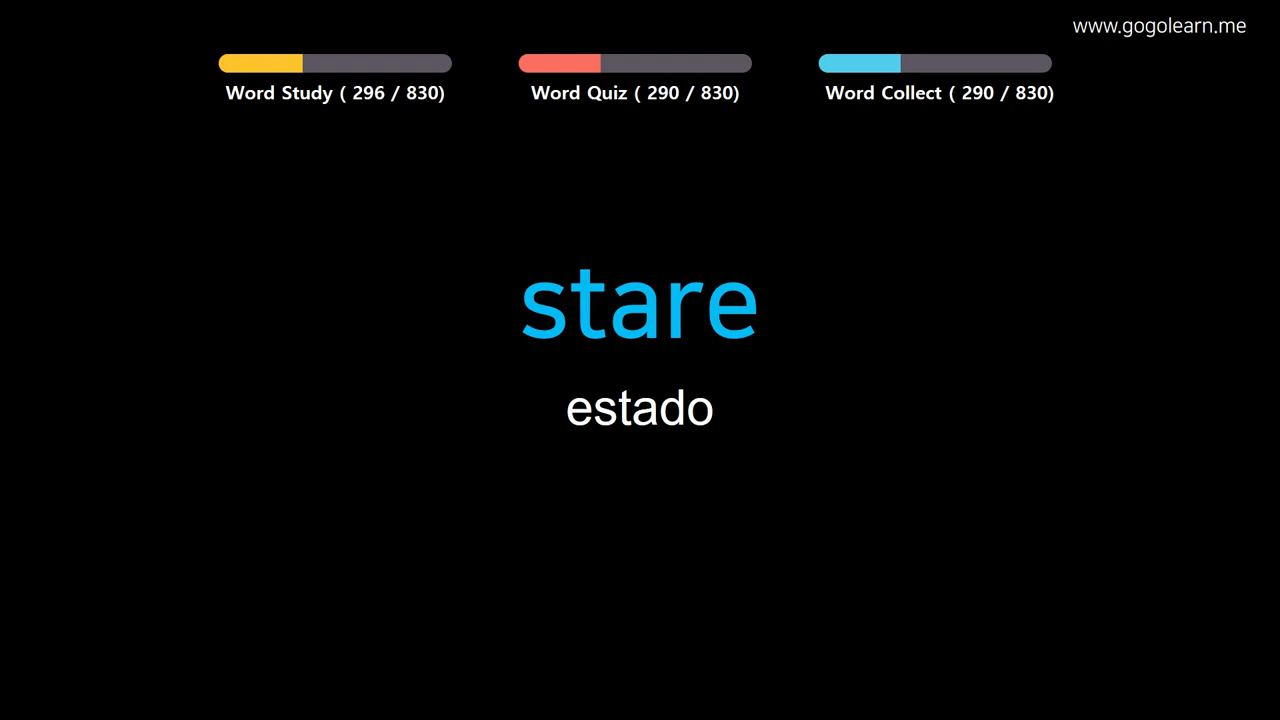 www.gogolearn.me
Word Study ( 296 / 830)
Word Quiz ( 290 / 830)
Word Collect ( 290 / 830)
stare
estado